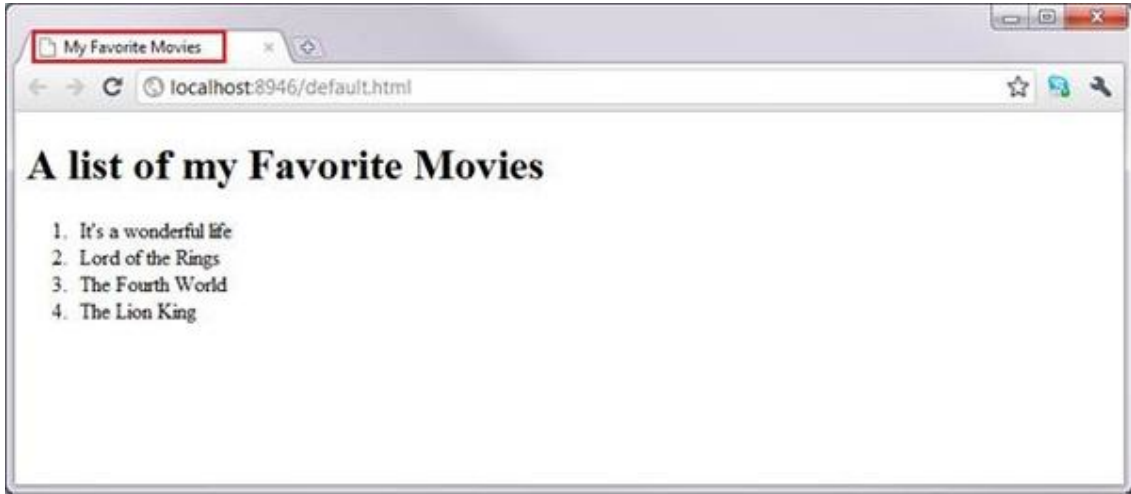 My Favorite Movies
localhost:8946/default.html
A list of my Favorite Movies
1. It's a wonderful life
2. Lord of the Rings
3. The Fourth World
4. The Lion King